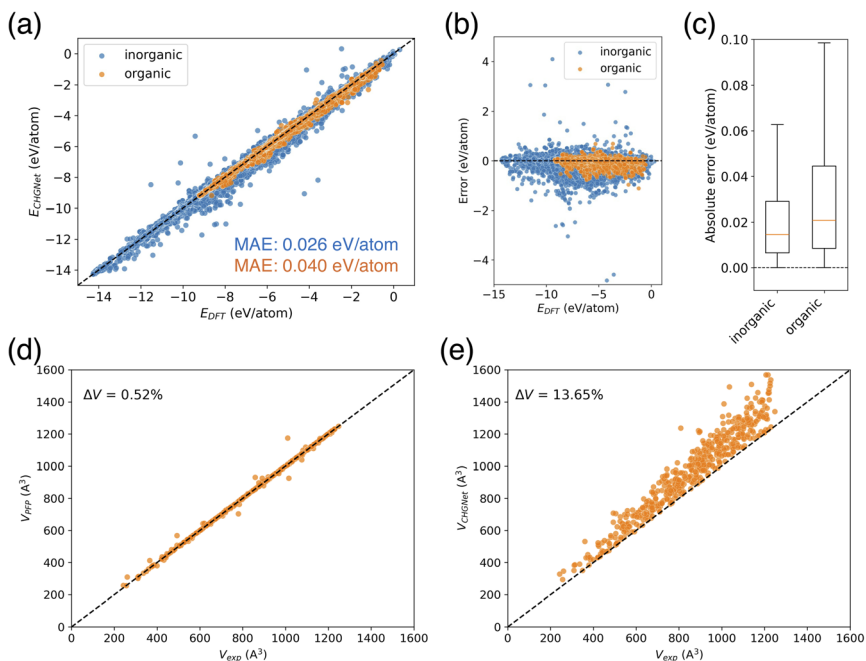 (a)
inorganic
organic
MAE: 0.026 eV/atom
MAE: 0.040 eV/atom
0
−2
−4
−6
−8
−10
−12
−14
E_CHGNet (eV/atom)
−14 −12 −10 −8 −6 −4 −2 0
E_DFT (eV/atom)
(b)
inorganic
organic
4
2
0
−2
−4
Error (eV/atom)
−15 −10 −5 0
E_DFT (eV/atom)
(c)
0.10
0.08
0.06
0.04
0.02
0.00
Absolute error (eV/atom)
inorganic
organic
(d)
ΔV = 0.52%
1600
1400
1200
1000
800
600
400
200
0
V_PFP (A³)
0 200 400 600 800 1000 1200 1400 1600
V_exp (A³)
(e)
ΔV = 13.65%
1600
1400
1200
1000
800
600
400
200
0
V_CHGNet (A³)
0 200 400 600 800 1000 1200 1400 1600
V_exp (A³)